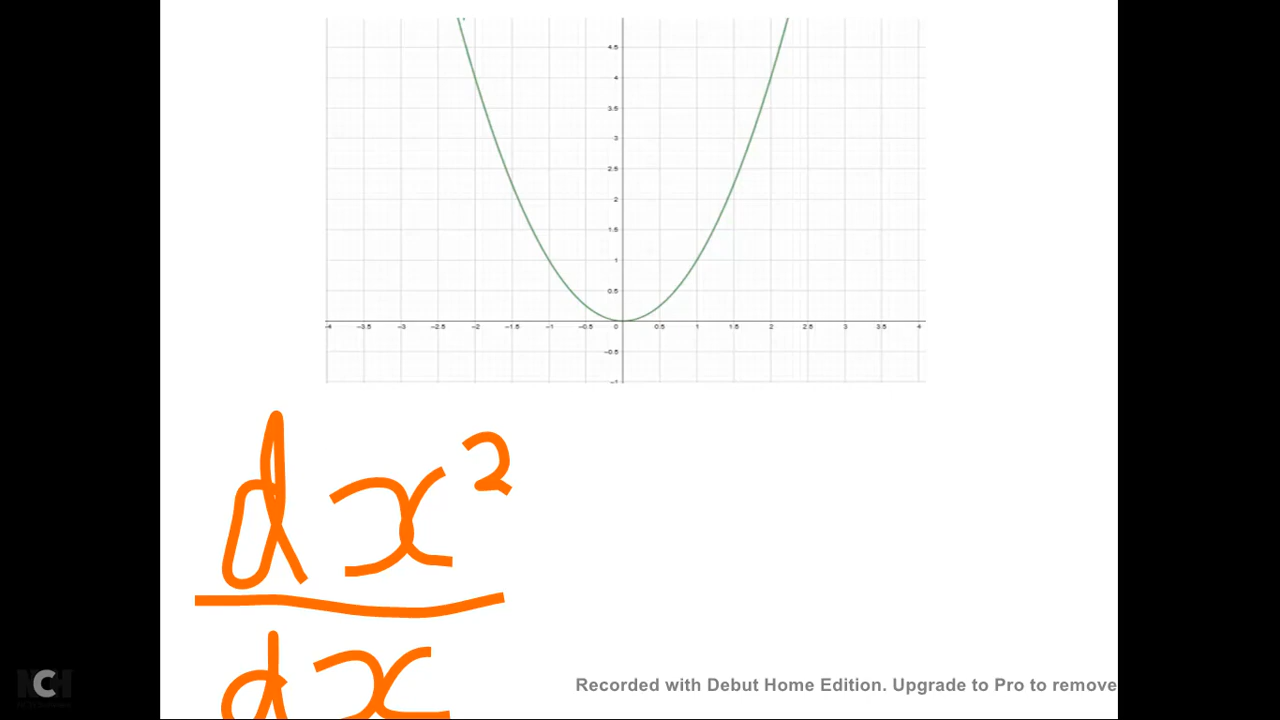 4.5
4
3.5
3
2.5
2
1.5
1
0.5
-4 -3.5 -3 -2.5 -2 -1.5 -1 -0.5 0 0.5 1 1.5 2 2.5 3 3.5 4
-0.5
-1
dx²
dx
NCH
Recorded with Debut Home Edition. Upgrade to Pro to remove